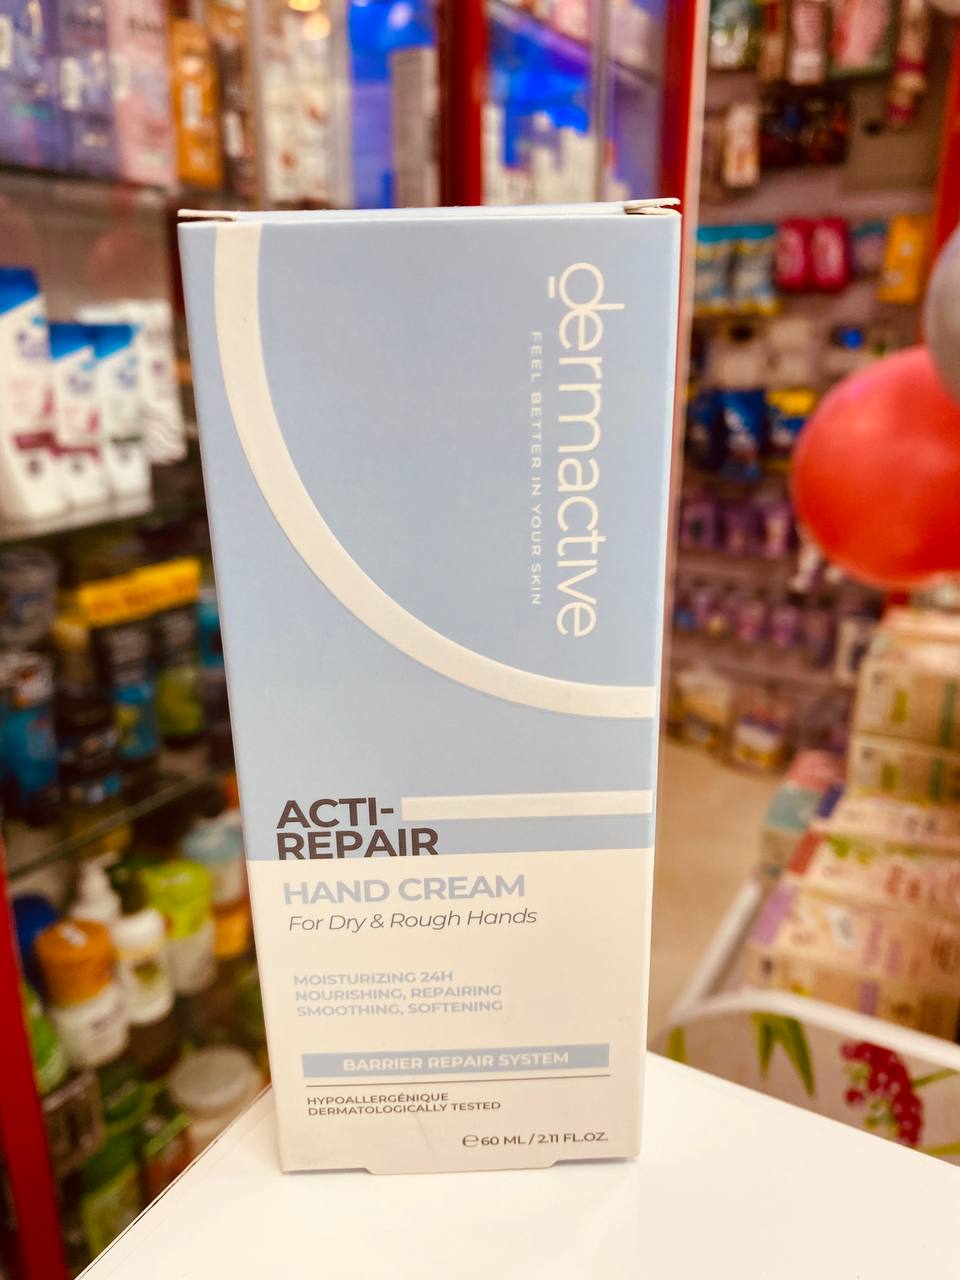 dermactive
FEEL BETTER IN YOUR SKIN
ACTI-
REPAIR
HAND CREAM
For Dry & Rough Hands
MOISTURIZING 24H
NOURISHING, REPAIRING
SMOOTHING, SOFTENING
BARRIER REPAIR SYSTEM
HYPOALLERGÉNIQUE
DERMATOLOGICALLY TESTED
℮ 60 ML / 2.11 FL.OZ.